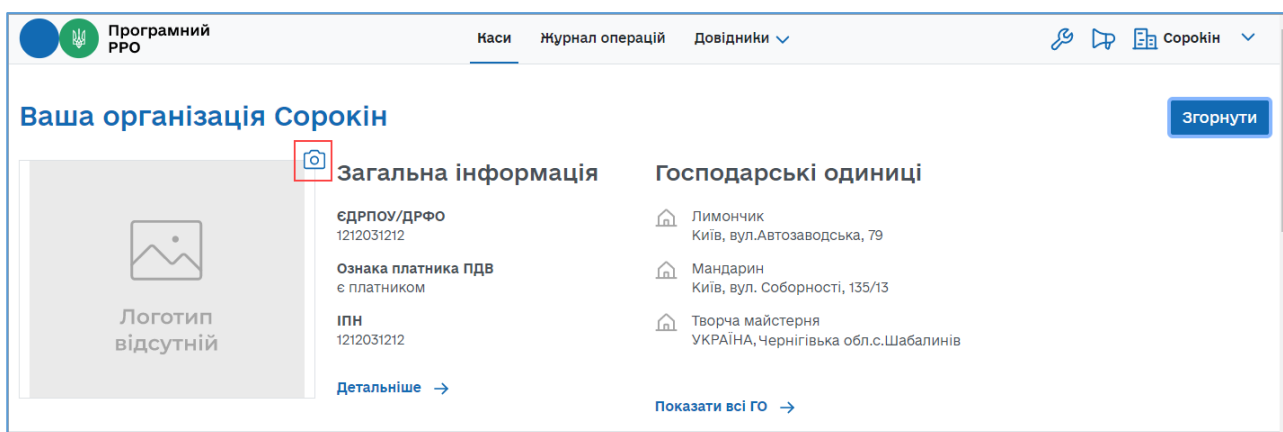 Програмний
РРО
Каси
Журнал операцій
Довідники
Сорокін
Ваша організація Сорокін
Згорнути
Логотип
відсутній
Загальна інформація
ЄДРПОУ/ДРФО
1212031212
Ознака платника ПДВ
є платником
ІПН
1212031212
Детальніше →
Господарські одиниці
Лимончик
Київ, вул.Автозаводська, 79
Мандарин
Київ, вул. Соборності, 135/13
Творча майстерня
УКРАЇНА, Чернігівька обл.с.Шабалинів
Показати всі ГО →